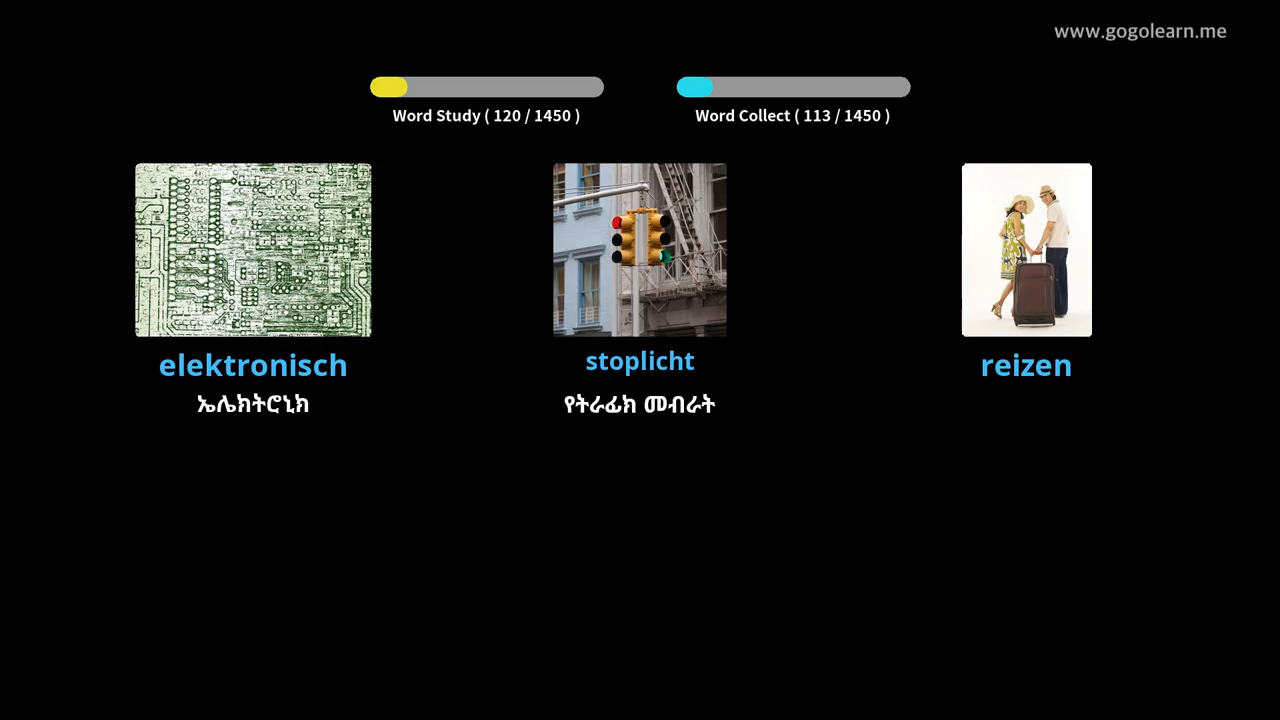 www.gogolearn.me
Word Study ( 120 / 1450 )
Word Collect ( 113 / 1450 )
elektronisch
stoplicht
reizen
ኤሌክትሮኒክ
የትራፊክ መብራት